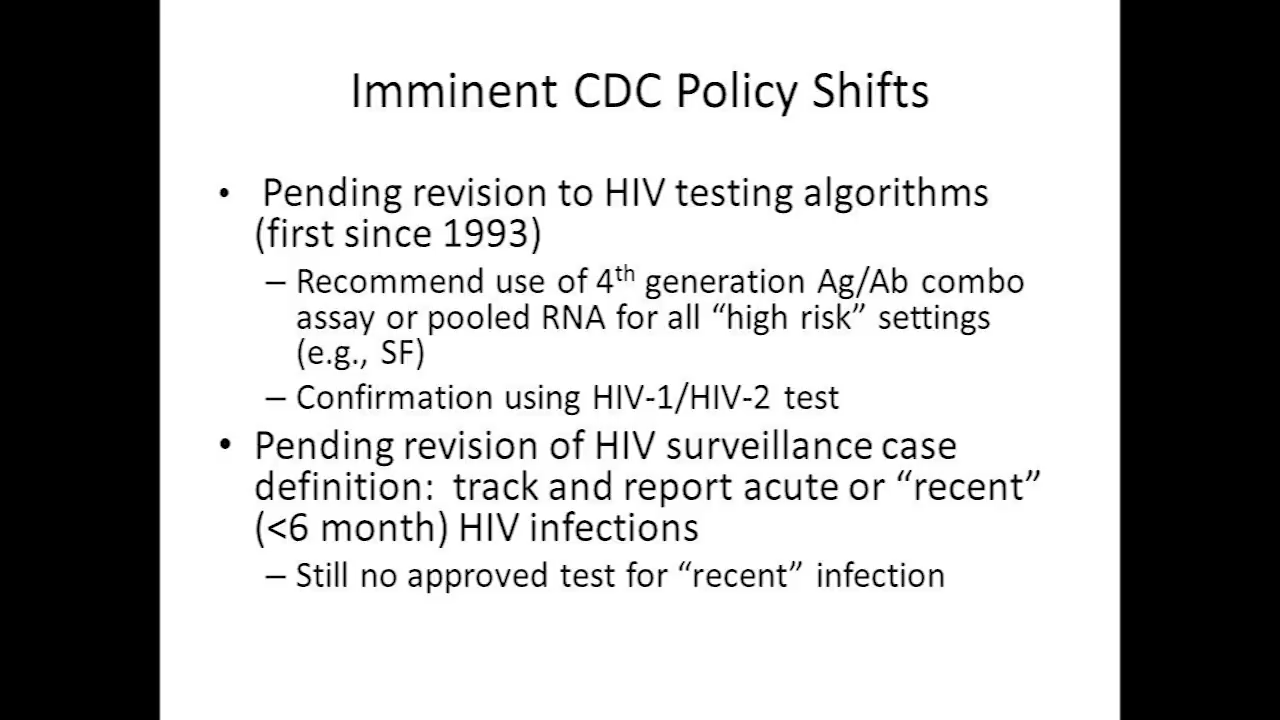 Imminent CDC Policy Shifts
• Pending revision to HIV testing algorithms
(first since 1993)
– Recommend use of 4th generation Ag/Ab combo
assay or pooled RNA for all “high risk” settings
(e.g., SF)
– Confirmation using HIV-1/HIV-2 test
• Pending revision of HIV surveillance case
definition: track and report acute or “recent”
(<6 month) HIV infections
– Still no approved test for “recent” infection